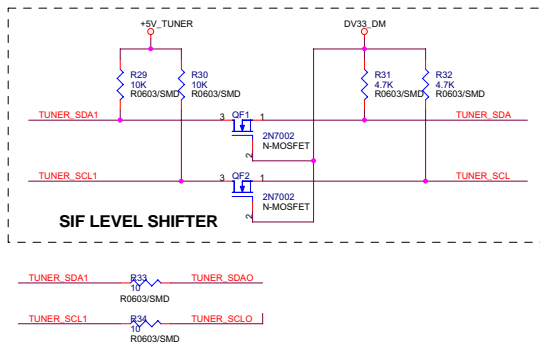 +5V_TUNER
DV33_DM
R29
10K
R0603/SMD
R30
10K
R0603/SMD
R31
4.7K
R0603/SMD
R32
4.7K
R0603/SMD
TUNER_SDA1
3
QF1
1
TUNER_SDA
2N7002
N-MOSFET
2
TUNER_SCL1
3
QF2
1
TUNER_SCL
2N7002
N-MOSFET
2
SIF LEVEL SHIFTER
TUNER_SDA1
R33
TUNER_SDAO
10
R0603/SMD
TUNER_SCL1
R34
TUNER_SCLO
10
R0603/SMD